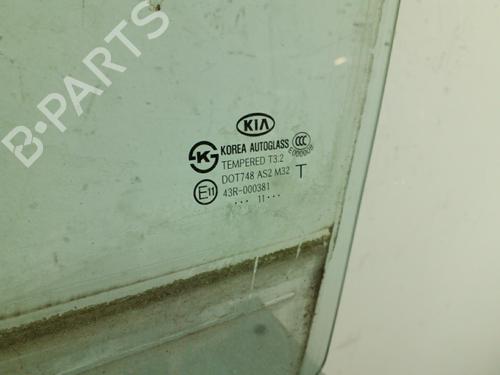 B-PARTS
KIA
KOREA AUTOGLASS
TEMPERED T3.2
DOT748 AS2 M32 T
E11 43R-000381
... 11...